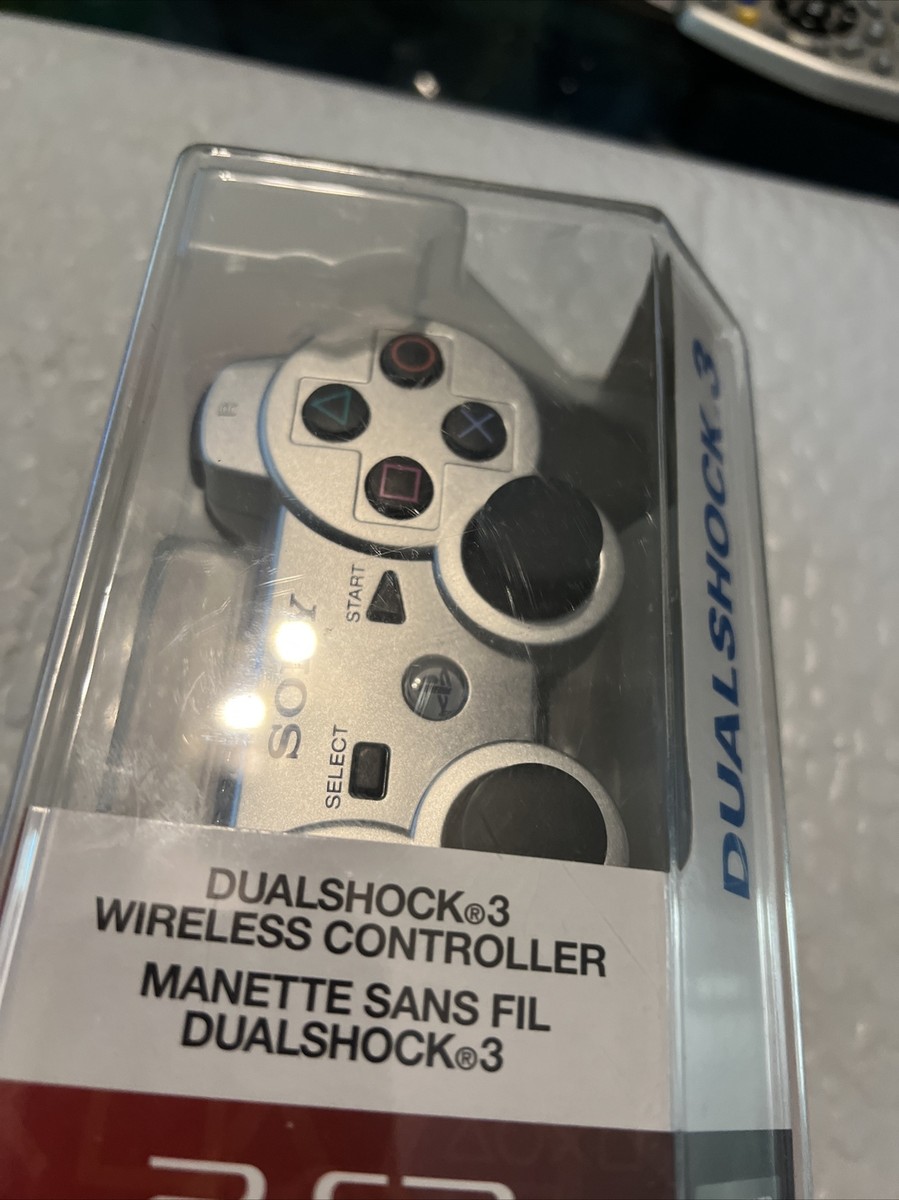 SONY
START
SELECT
DUALSHOCK®3
WIRELESS CONTROLLER
MANETTE SANS FIL
DUALSHOCK®3
DUALSHOCK 3